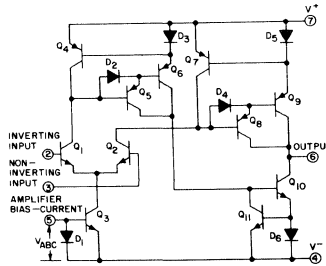 V⁺
7
Q4
D3
D5
D2
Q6
Q7
Q5
D4
Q9
Q8
INVERTING
INPUT
2
Q1
Q2
OUTPUT
6
NON-
INVERTING
INPUT
3
Q10
AMPLIFIER
BIAS-CURRENT
5
Q3
Q11
VABC
D1
D6
V⁻
4